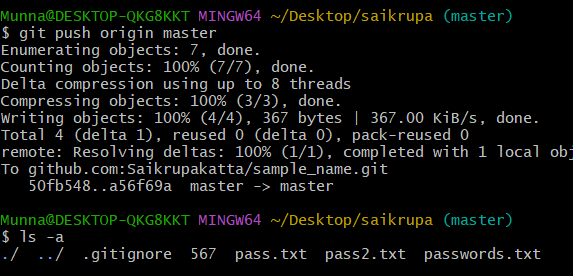 Munna@DESKTOP-QKG8KKT MINGW64 ~/Desktop/saikrupa (master)
$ git push origin master
Enumerating objects: 7, done.
Counting objects: 100% (7/7), done.
Delta compression using up to 8 threads
Compressing objects: 100% (3/3), done.
Writing objects: 100% (4/4), 367 bytes | 367.00 KiB/s, done.
Total 4 (delta 1), reused 0 (delta 0), pack-reused 0
remote: Resolving deltas: 100% (1/1), completed with 1 local obj
To github.com:Saikrupakatta/sample_name.git
   50fb548..a56f69a  master -> master
Munna@DESKTOP-QKG8KKT MINGW64 ~/Desktop/saikrupa (master)
$ ls -a
./  ../  .gitignore  567  pass.txt  pass2.txt  passwords.txt